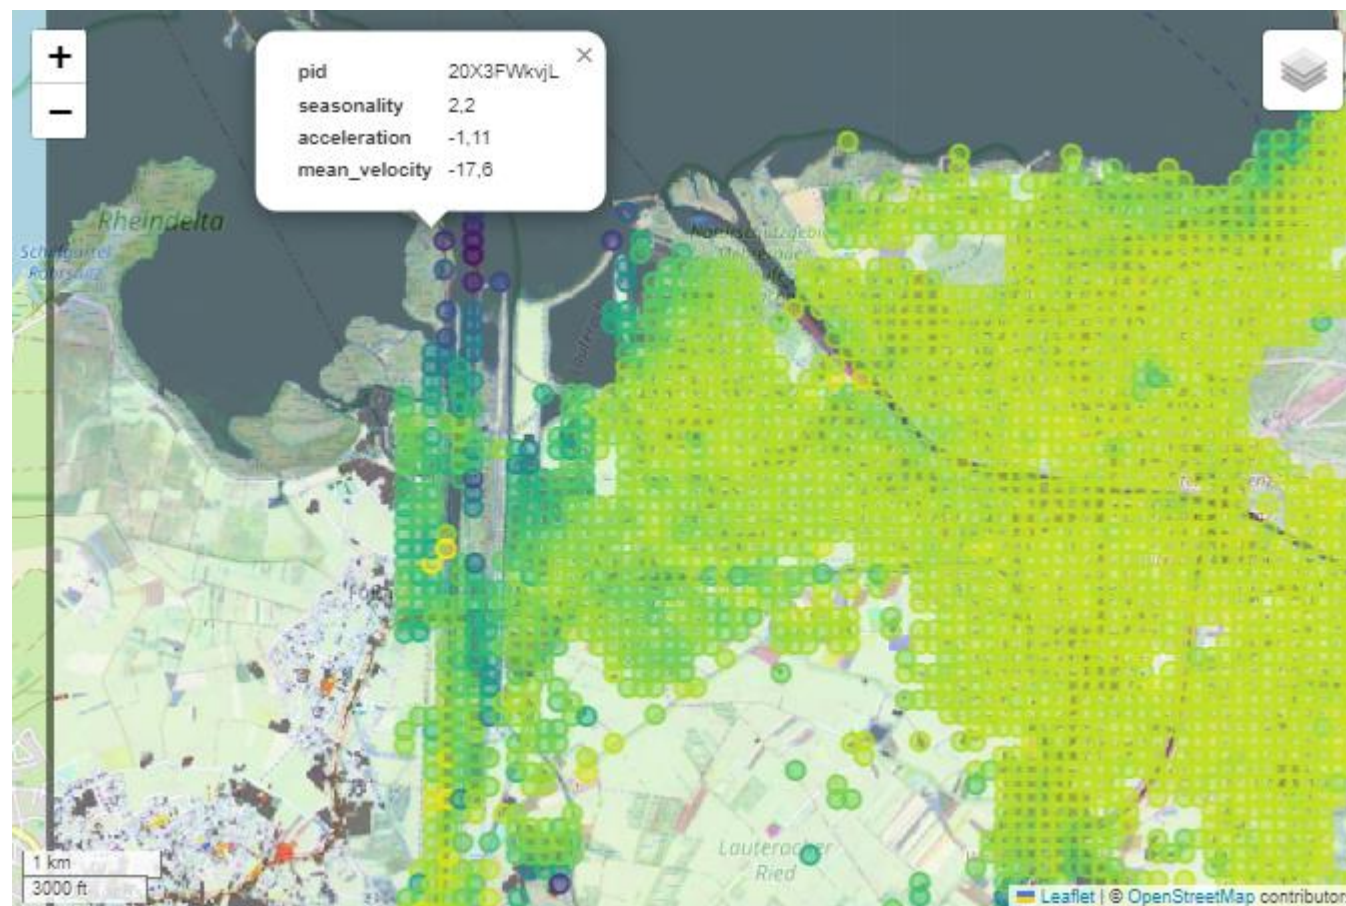 +
−
×
pid 20X3FWkvjL
seasonality 2,2
acceleration -1,11
mean_velocity -17,6
Rheindelta
1 km
3000 ft
Lauteracher
Ried
Leaflet | © OpenStreetMap contributor